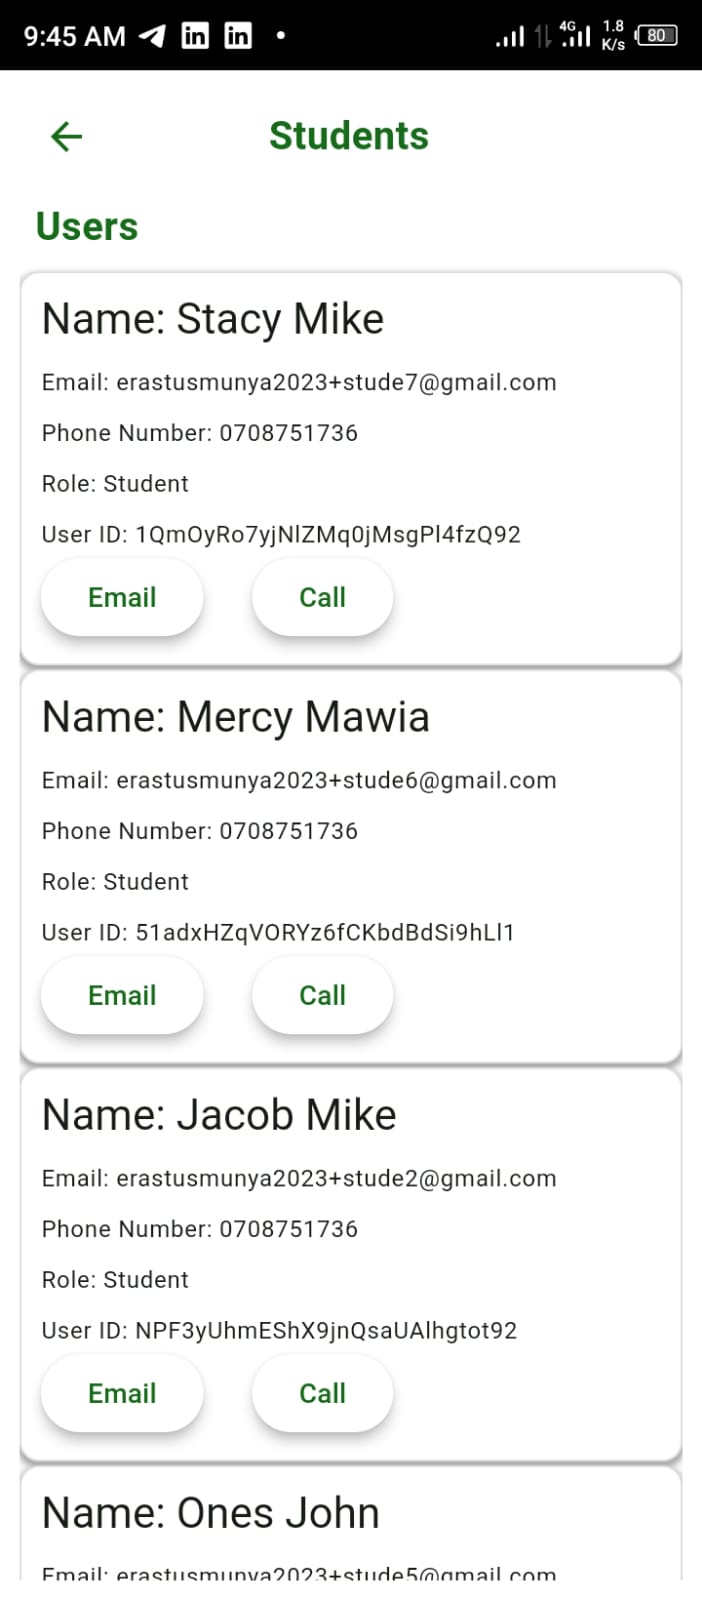 9:45 AM in in
4G 1.8 K/s 80
Students
Users
Name: Stacy Mike
Email: erastusmunya2023+stude7@gmail.com
Phone Number: 0708751736
Role: Student
User ID: 1QmOyRo7yjNlZMq0jMsgPl4fzQ92
Email Call
Name: Mercy Mawia
Email: erastusmunya2023+stude6@gmail.com
Phone Number: 0708751736
Role: Student
User ID: 51adxHZqVORYz6fCKbdBdSi9hLl1
Email Call
Name: Jacob Mike
Email: erastusmunya2023+stude2@gmail.com
Phone Number: 0708751736
Role: Student
User ID: NPF3yUhmEShX9jnQsaUAlhgtot92
Email Call
Name: Ones John
Email: erastusmunya2023+stude5@gmail.com